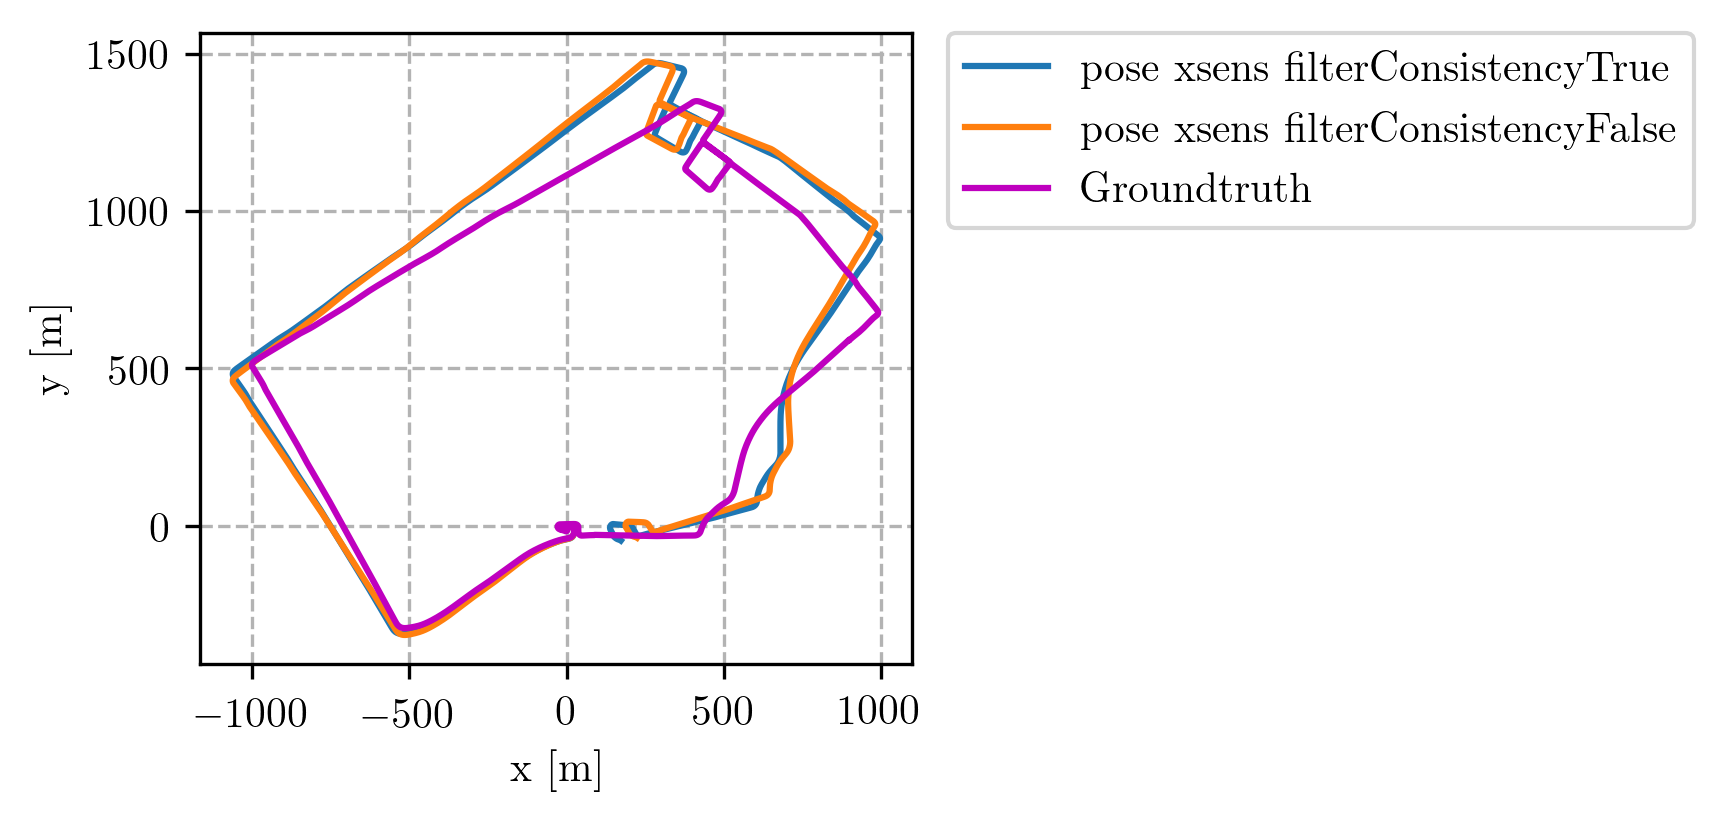 1500
1000
500
0
y [m]
−1000
−500
0
500
1000
x [m]
pose xsens filterConsistencyTrue
pose xsens filterConsistencyFalse
Groundtruth